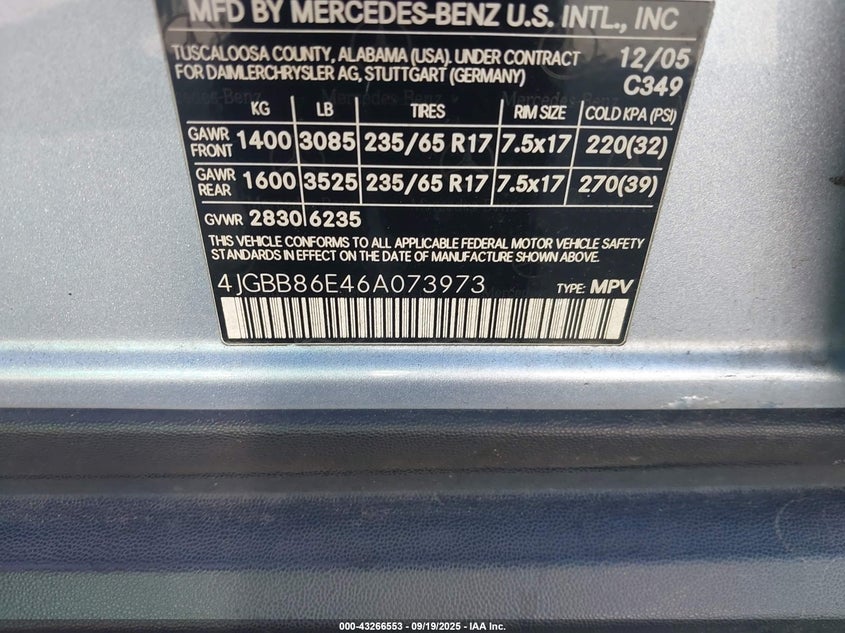 MFD BY MERCEDES-BENZ U.S. INTL., INC
TUSCALOOSA COUNTY, ALABAMA (USA). UNDER CONTRACT 12/05
FOR DAIMLERCHRYSLER AG, STUTTGART (GERMANY) C349
KG LB TIRES RIM SIZE COLD KPA (PSI)
GAWR FRONT 1400 3085 235/65 R17 7.5x17 220(32)
GAWR REAR 1600 3525 235/65 R17 7.5x17 270(39)
GVWR 2830 6235
THIS VEHICLE CONFORMS TO ALL APPLICABLE FEDERAL MOTOR VEHICLE SAFETY
STANDARDS IN EFFECT ON THE DATE OF MANUFACTURE SHOWN ABOVE.
4JGBB86E46A073973 TYPE: MPV
000-43266553 - 09/19/2025 - IAA Inc.